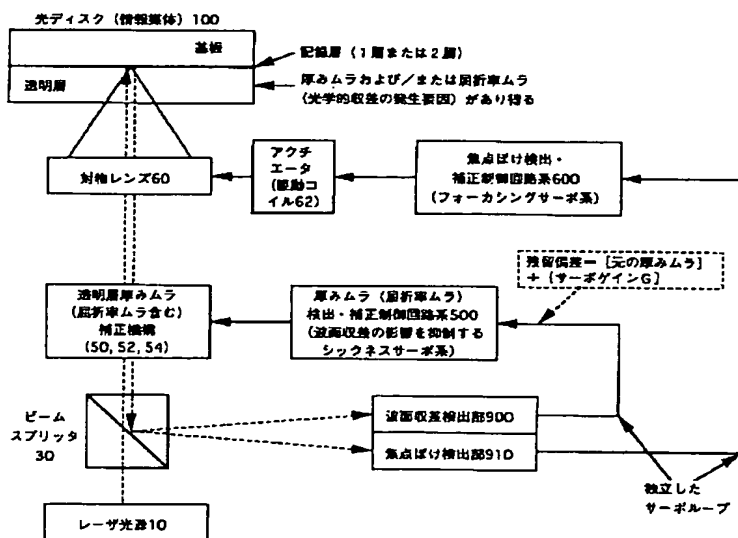 光ディスク（情報媒体）100
基板
透明層
記録層（1層または2層）
厚みムラおよび／または屈折率ムラ
（光学的収差の発生要因）があり得る
対物レンズ60
アクチ
エータ
（駆動コ
イル62）
焦点ぼけ検出・
補正制御回路系600
（フォーカシングサーボ系）
残留偏差＝［元の厚みムラ］
÷［サーボゲインG］
透明層厚みムラ
（屈折率ムラ含む）
補正機構
（50, 52, 54）
厚みムラ（屈折率ムラ）
検出・補正制御回路系500
（波面収差の影響を抑制する
シックネスサーボ系）
ビーム
スプリッタ
30
波面収差検出部900
焦点ぼけ検出部910
独立した
サーボループ
レーザ光源10